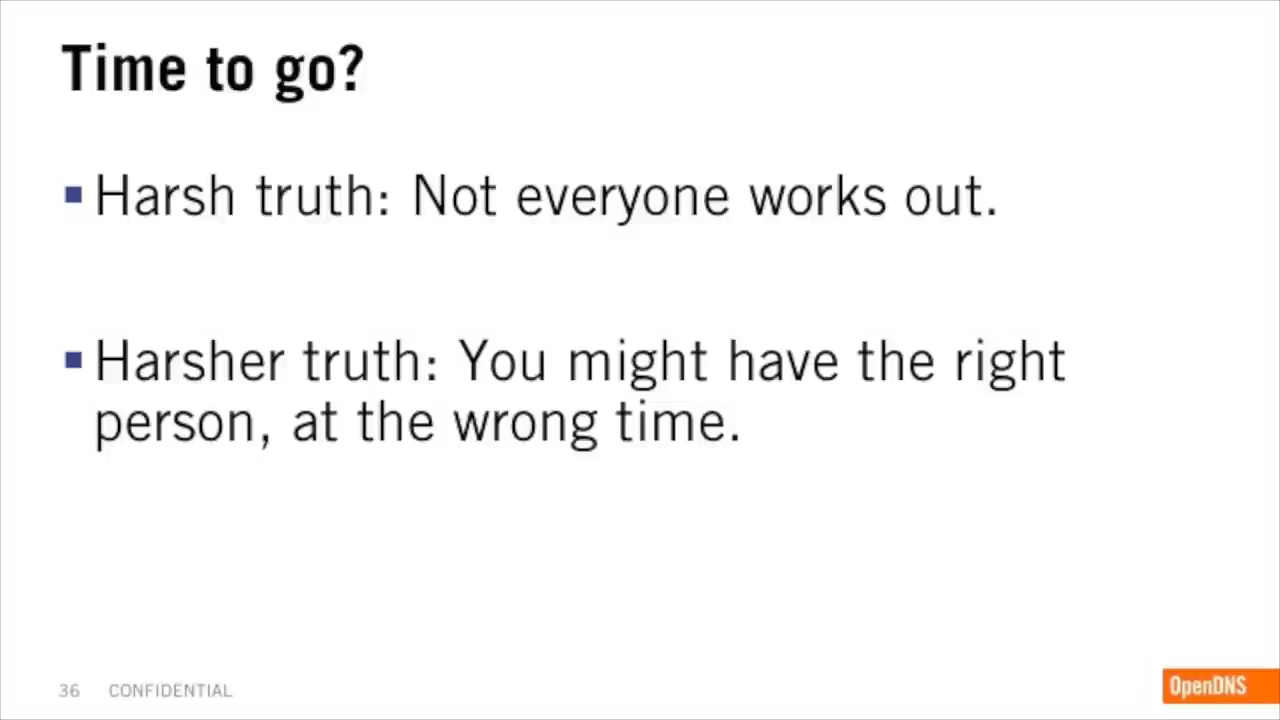 Time to go?
Harsh truth: Not everyone works out.
Harsher truth: You might have the right
person, at the wrong time.
36 CONFIDENTIAL
OpenDNS